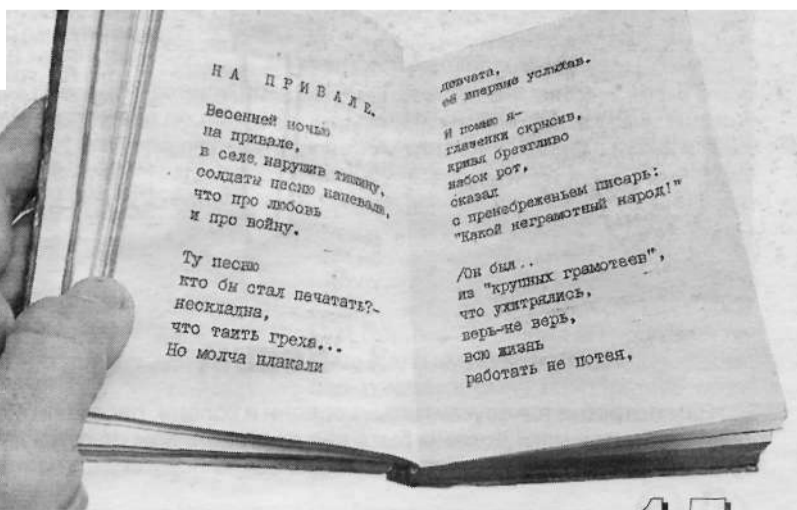 НА ПРИВАЛЕ.
Весенней ночью
на привале,
в селе, нарушив тишину,
солдаты песню напевали,
что про любовь
и про войну.
Ту песню
кто бы стал печатать?-
нескладна,
что таить греха...
Но молча плакали
девчата,
её впервые услыхав.
И помню я-
глазенки скрысив,
кривя брезгливо
набок рот,
сказал
с пренебреженьем писарь:
"Какой неграмотный народ!"
/Он был..
из "крупных грамотеев",
что ухитрялись,
верь-не верь,
всю жизнь
работать не потея,